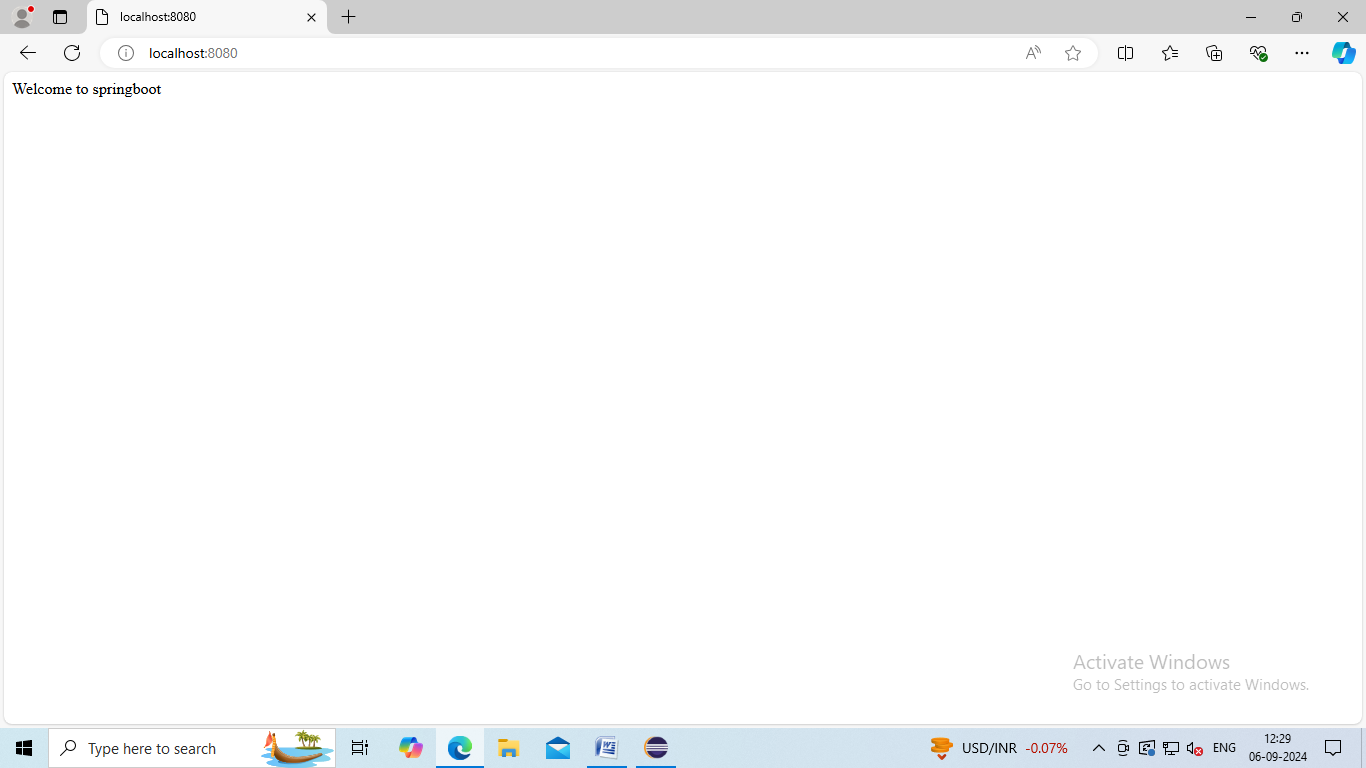 localhost:8080
localhost:8080
Welcome to springboot
Activate Windows
Go to Settings to activate Windows.
Type here to search
USD/INR -0.07%
ENG
12:29
06-09-2024